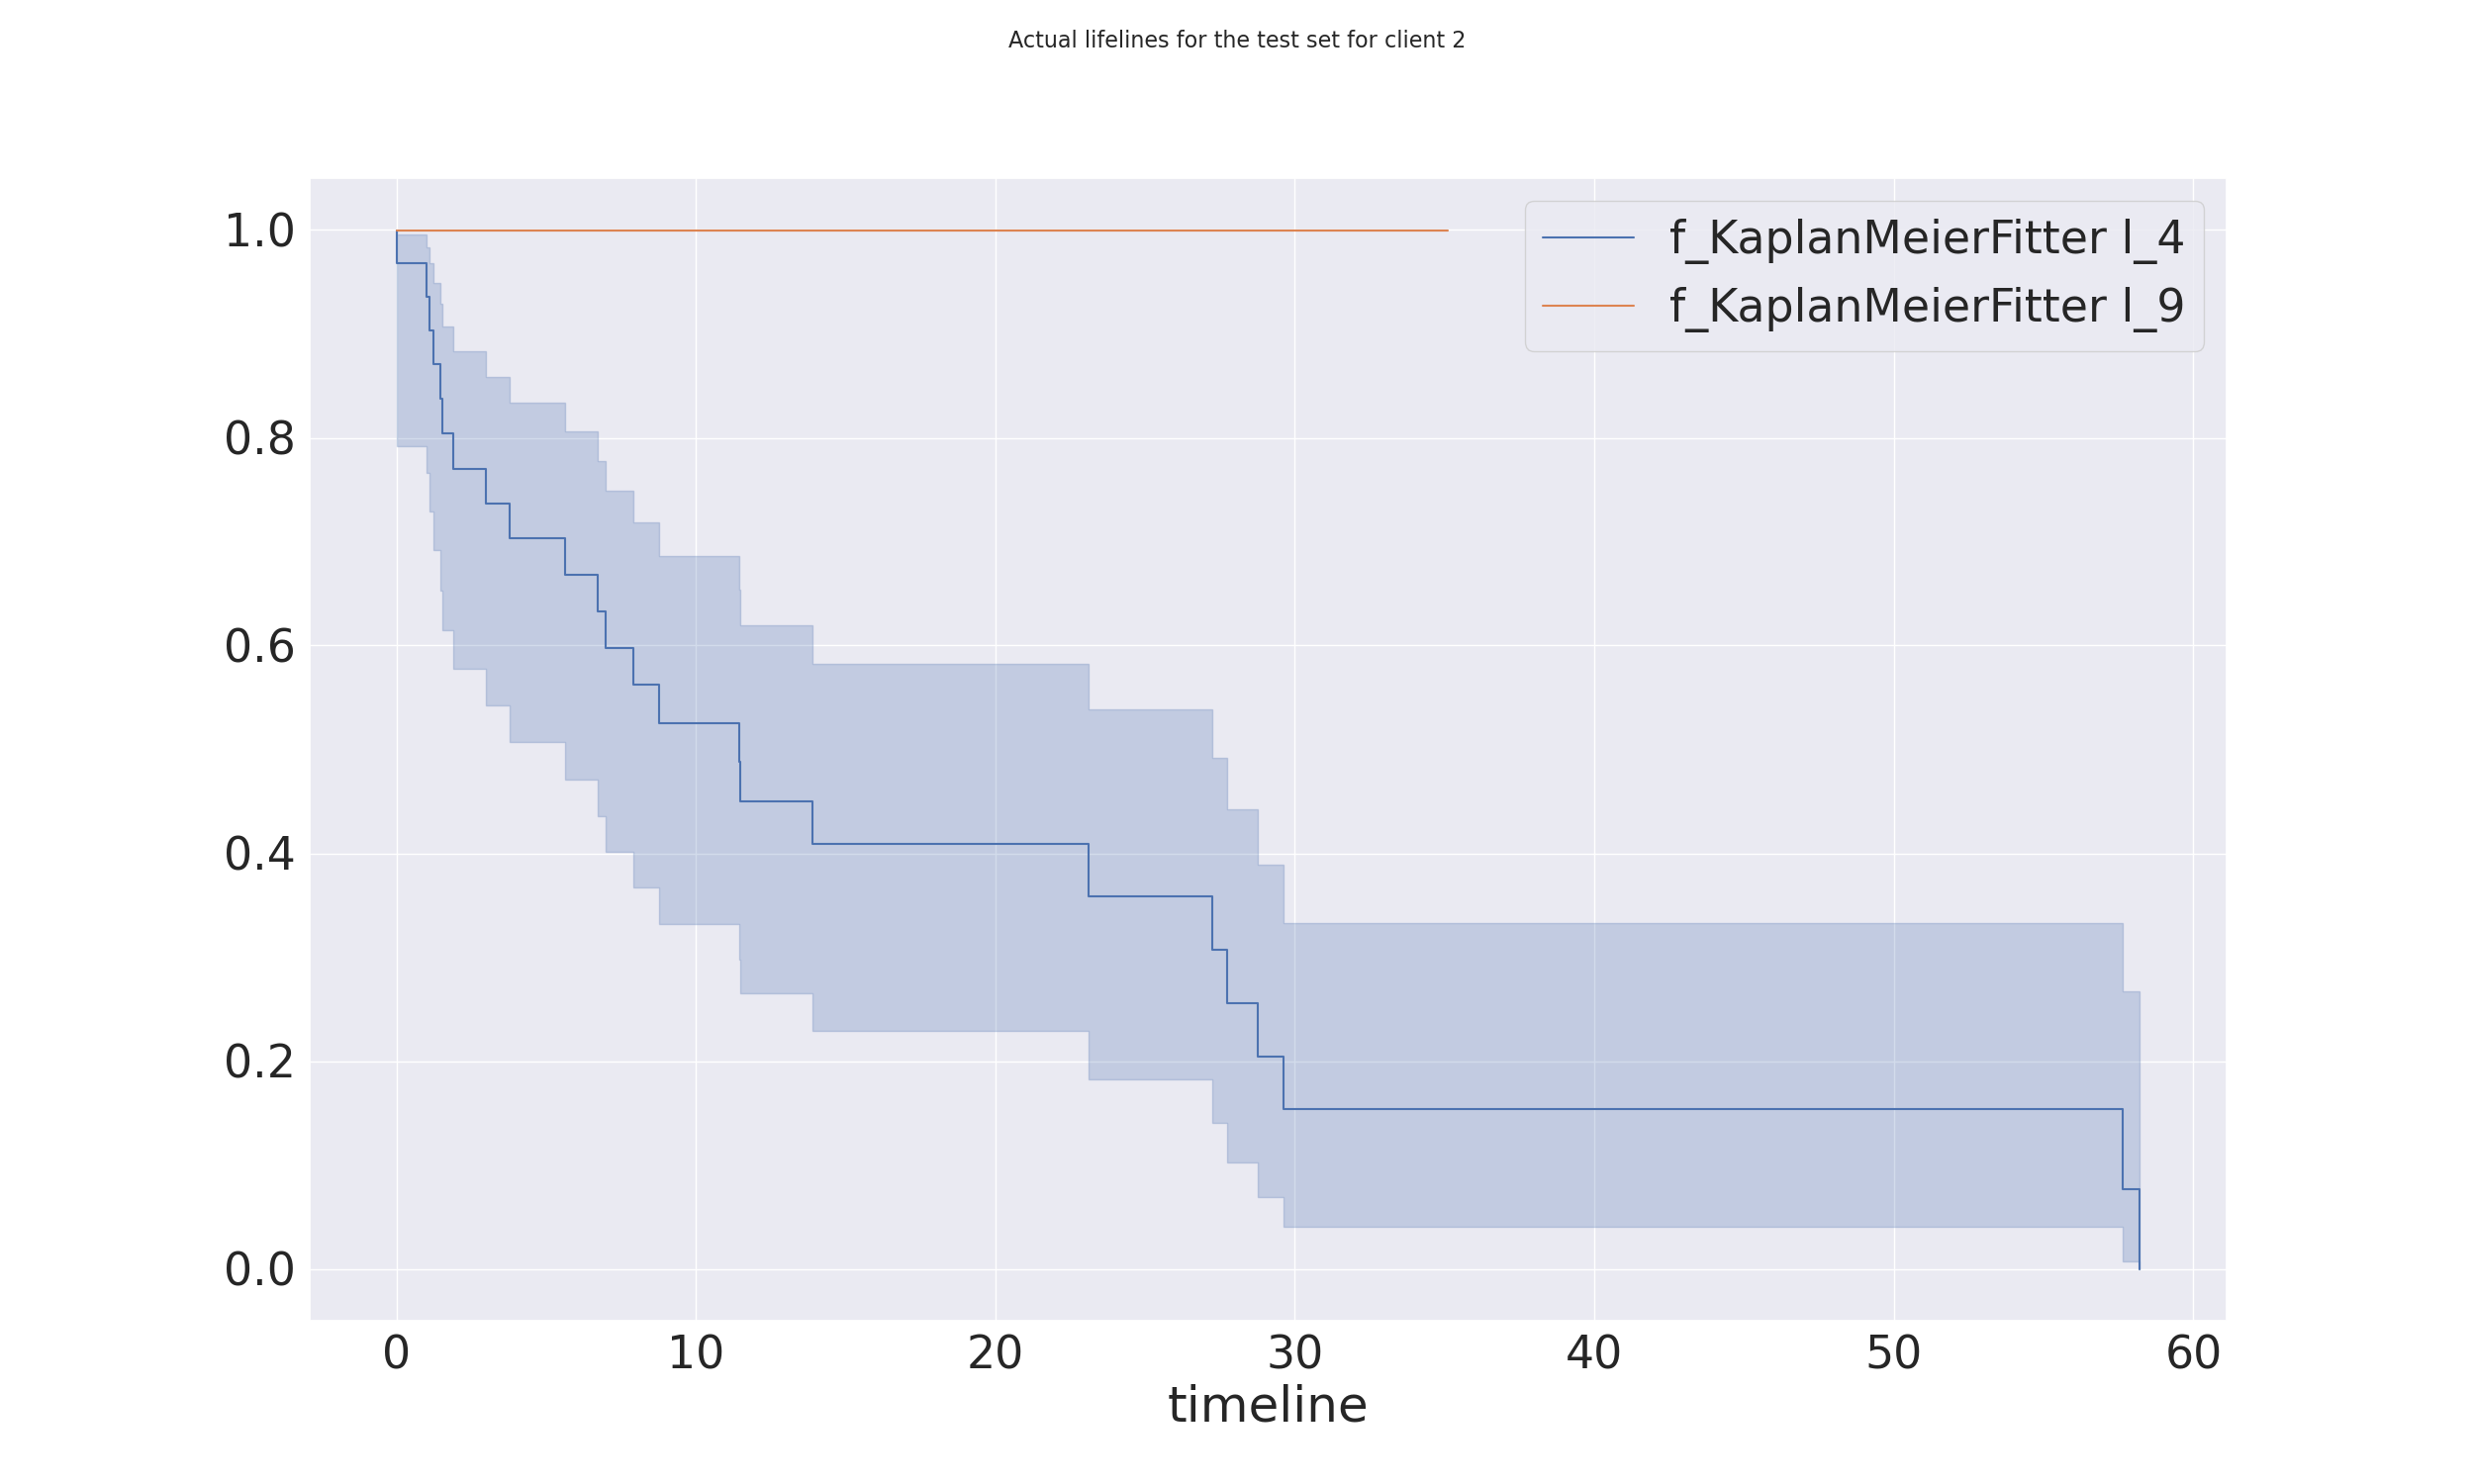 Actual lifelines for the test set for client 2
f_KaplanMeierFitter l_4
f_KaplanMeierFitter l_9
1.0
0.8
0.6
0.4
0.2
0.0
0 10 20 30 40 50 60
timeline